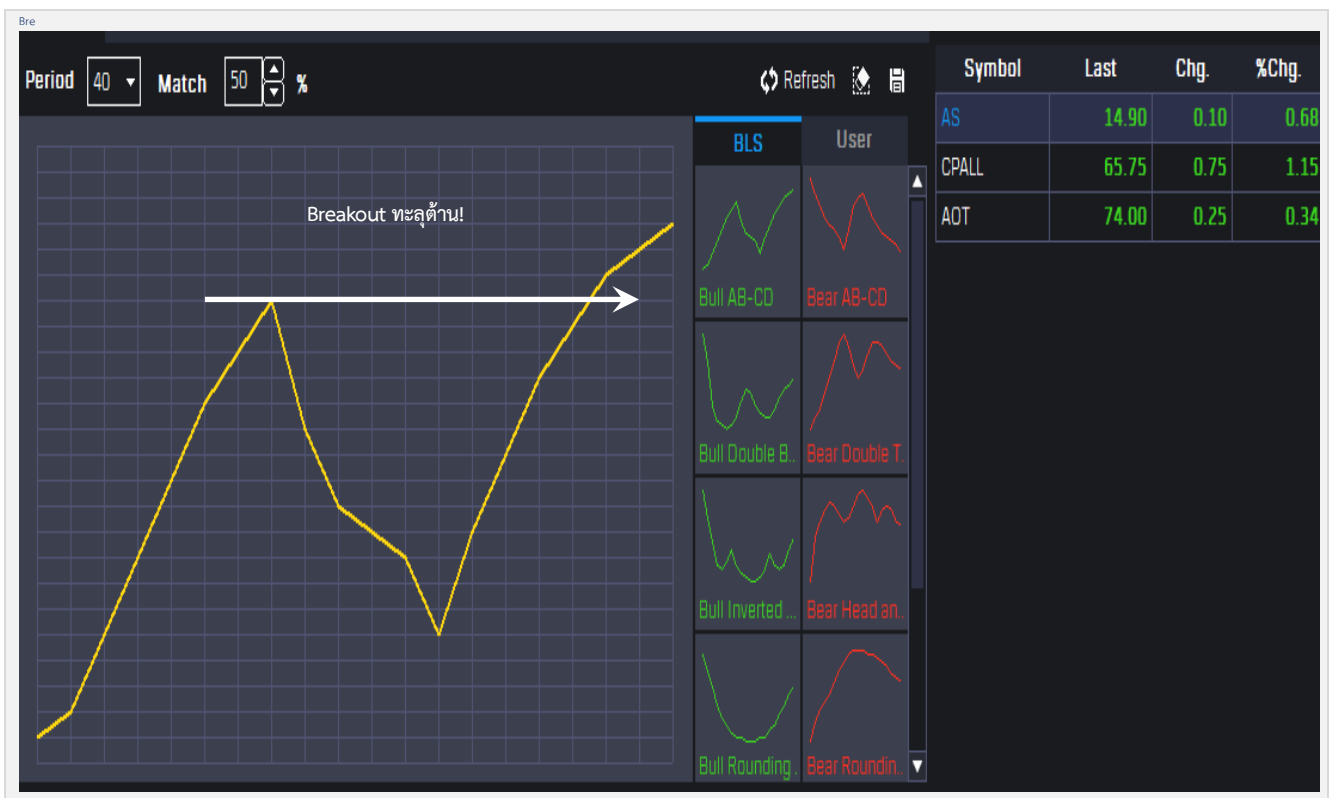 Bre
Period 40 Match 50 %
Refresh
Symbol Last Chg. %Chg.
AS 14.90 0.10 0.68
CPALL 65.75 0.75 1.15
AOT 74.00 0.25 0.34
BLS User
Breakout ทะลุต้าน!
Bull AB-CD Bear AB-CD
Bull Double B.. Bear Double T.
Bull Inverted ... Bear Head an..
Bull Rounding . Bear Roundin..